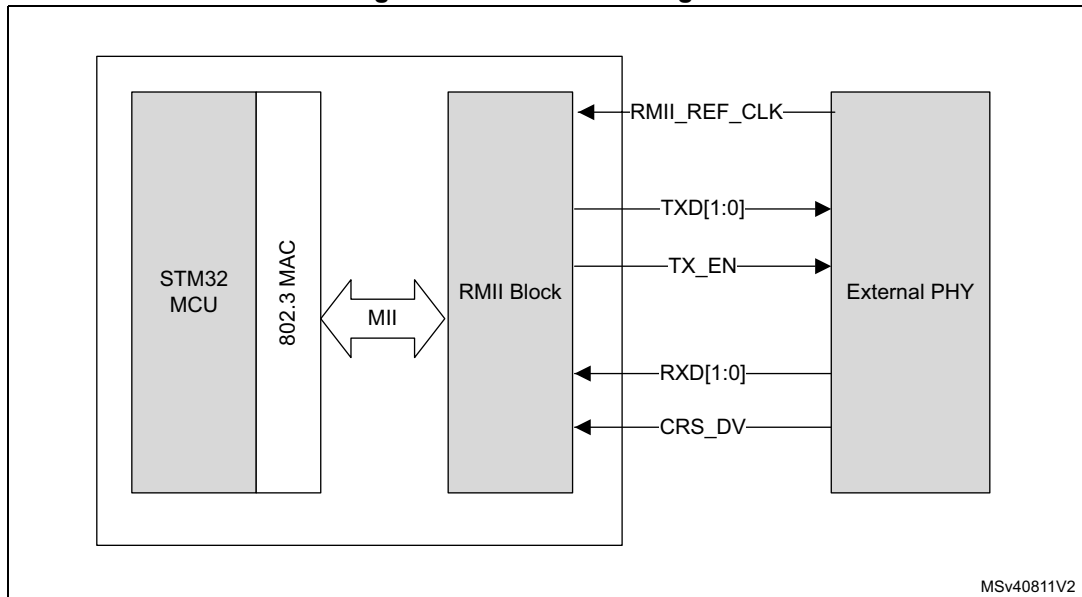 RMII_REF_CLK
TXD[1:0]
TX_EN
STM32
MCU
802.3 MAC
MII
RMII Block
External PHY
RXD[1:0]
CRS_DV
MSv40811V2